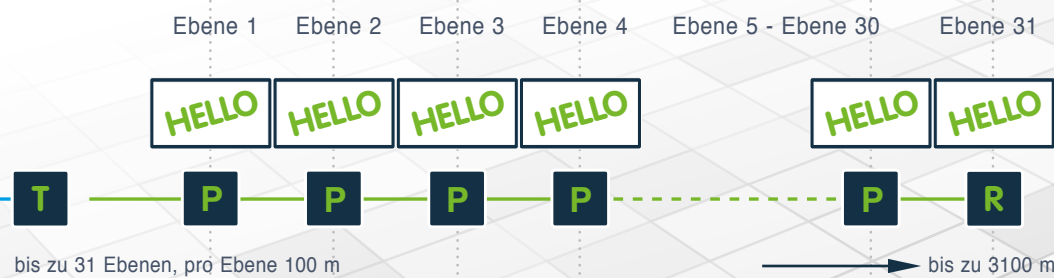 Ebene 1 Ebene 2 Ebene 3 Ebene 4 Ebene 5 - Ebene 30 Ebene 31
HELLO HELLO HELLO HELLO HELLO HELLO
T P P P P P R
bis zu 31 Ebenen, pro Ebene 100 m bis zu 3100 m